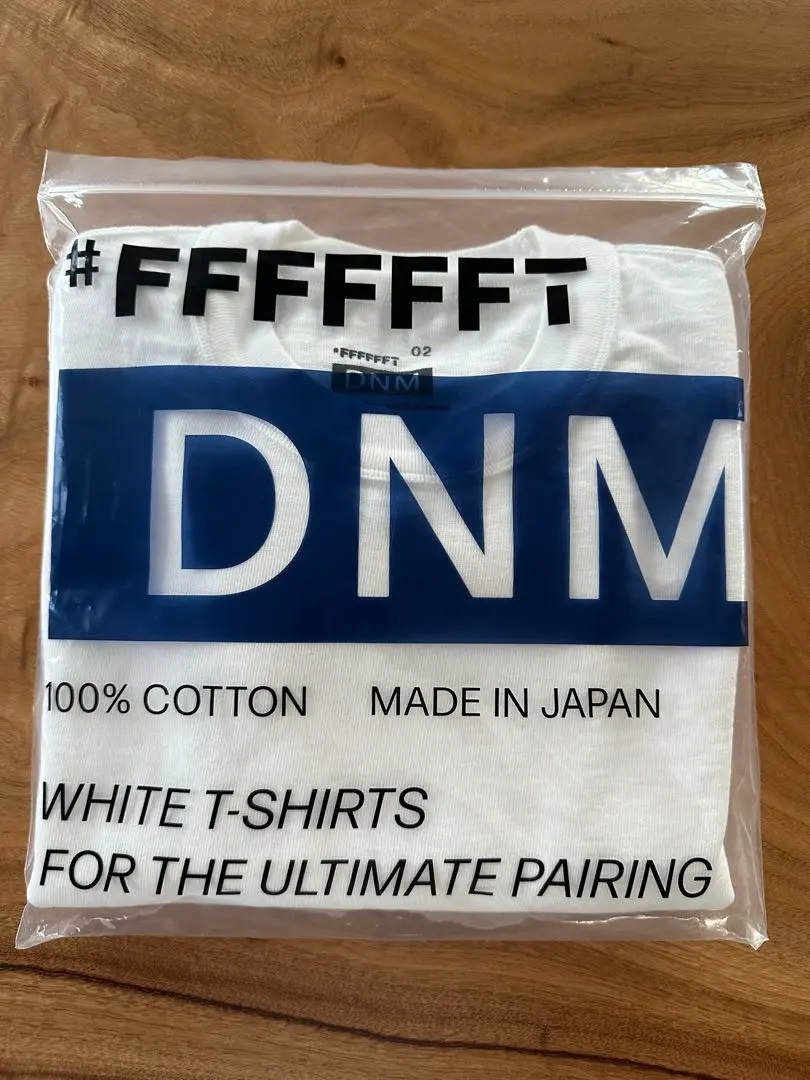 #FFFFFFT
#FFFFFFT 02
DNM
DNM
100% COTTON MADE IN JAPAN
WHITE T-SHIRTS
FOR THE ULTIMATE PAIRING